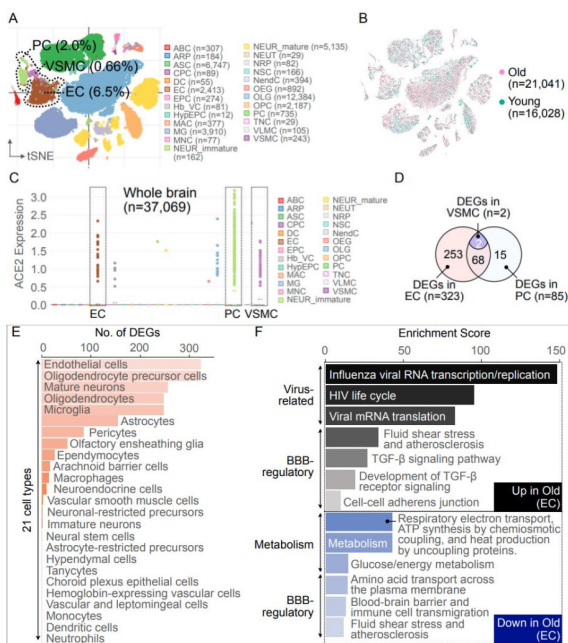 A
PC (2.0%)
VSMC (0.66%)
EC (6.5%)
tSNE
ABC (n=307)
ARP (n=184)
ASC (n=6,747)
CPC (n=89)
DC (n=55)
EC (n=2,413)
EPC (n=274)
Hb_VC (n=81)
HypEPC (n=12)
MAC (n=377)
MG (n=3,910)
MNC (n=77)
NEUR_immature
(n=162)
NEUR_mature (n=5,135)
NEUT (n=29)
NRP (n=82)
NSC (n=166)
NendC (n=394)
OEG (n=892)
OLG (n=12,384)
OPC (n=2,187)
PC (n=735)
TNC (n=29)
VLMC (n=105)
VSMC (n=243)
B
Old
(n=21,041)
Young
(n=16,028)
C
Whole brain
(n=37,069)
ACE2 Expression
3.0
2.5
2.0
1.5
1.0
0.5
0.0
EC
PC
VSMC
ABC
ARP
ASC
CPC
DC
EC
EPC
Hb_VC
HypEPC
MAC
MG
MNC
NEUR_immature
NEUR_mature
NEUT
NRP
NSC
NendC
OEG
OLG
OPC
PC
TNC
VLMC
VSMC
D
DEGs in
VSMC (n=2)
253
2
68
15
DEGs in
EC (n=323)
DEGs in
PC (n=85)
E
No. of DEGs
0 100 200 300
21 cell types
Endothelial cells
Oligodendrocyte precursor cells
Mature neurons
Oligodendrocytes
Microglia
Astrocytes
Pericytes
Olfactory ensheathing glia
Ependymocytes
Arachnoid barrier cells
Macrophages
Neuroendocrine cells
Vascular smooth muscle cells
Neuronal-restricted precursors
Immature neurons
Neural stem cells
Astrocyte-restricted precursors
Hypendymal cells
Tanycytes
Choroid plexus epithelial cells
Hemoglobin-expressing vascular cells
Vascular and leptomingeal cells
Monocytes
Dendritic cells
Neutrophils
F
Enrichment Score
0 50 100 150
Virus-
related
Influenza viral RNA transcription/replication
HIV life cycle
Viral mRNA translation
BBB-
regulatory
Fluid shear stress
and atherosclerosis
TGF-β signaling pathway
Development of TGF-β
receptor signaling
Cell-cell adherens junction
Up in Old
(EC)
Metabolism
Respiratory electron transport,
ATP synthesis by chemiosmotic
coupling, and heat production
by uncoupling proteins.
Metabolism
Glucose/energy metabolism
BBB-
regulatory
Amino acid transport across
the plasma membrane
Blood-brain barrier and
immune cell transmigration
Fluid shear stress and
atherosclerosis
Down in Old
(EC)